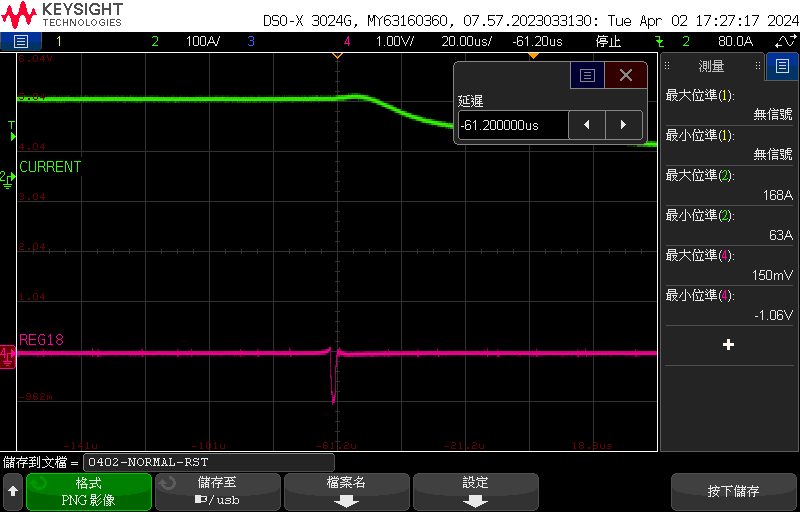 KEYSIGHT
TECHNOLOGIES
DSO-X 3024G, MY63160360, 07.57.2023033130: Tue Apr 02 17:27:17 2024
1 2 100A/ 3 4 1.00V/ 20.00us/ -61.20us 停止 2 80.0A
6.04V
5.04
T
4.04
CURRENT
2
3.04
2.04
1.04
REG18
4
-962m
-141u -101u -61.2u -21.2u 18.8us
延遲
-61.200000us
測量
最大位準(1):
無信號
最小位準(1):
無信號
最大位準(2):
168A
最小位準(2):
63A
最大位準(4):
150mV
最小位準(4):
-1.06V
儲存到文檔 = 0402-NORMAL-RST
格式
PNG 影像
儲存至
/usb
檔案名
設定
按下儲存